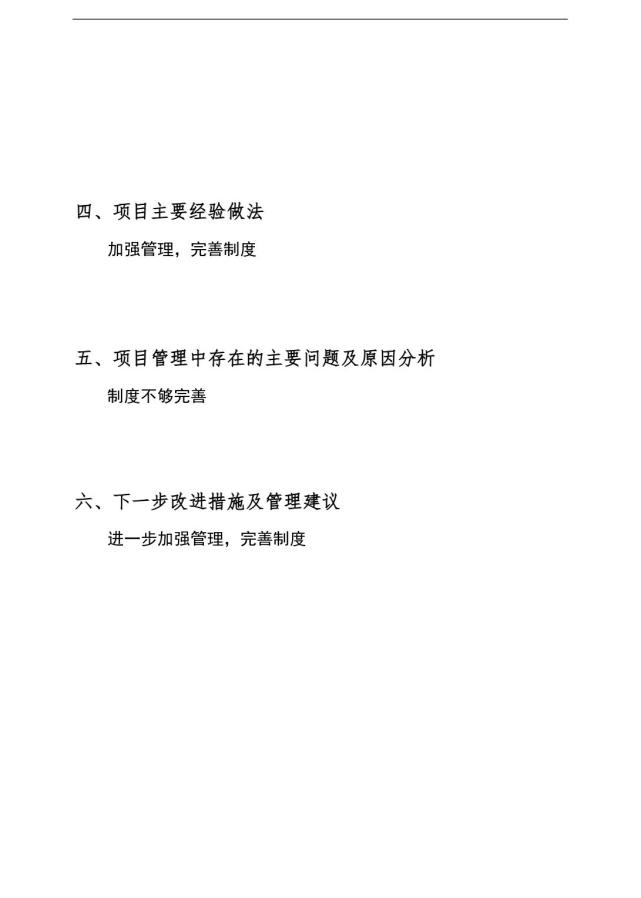 四、项目主要经验做法
加强管理，完善制度
五、项目管理中存在的主要问题及原因分析
制度不够完善
六、下一步改进措施及管理建议
进一步加强管理，完善制度